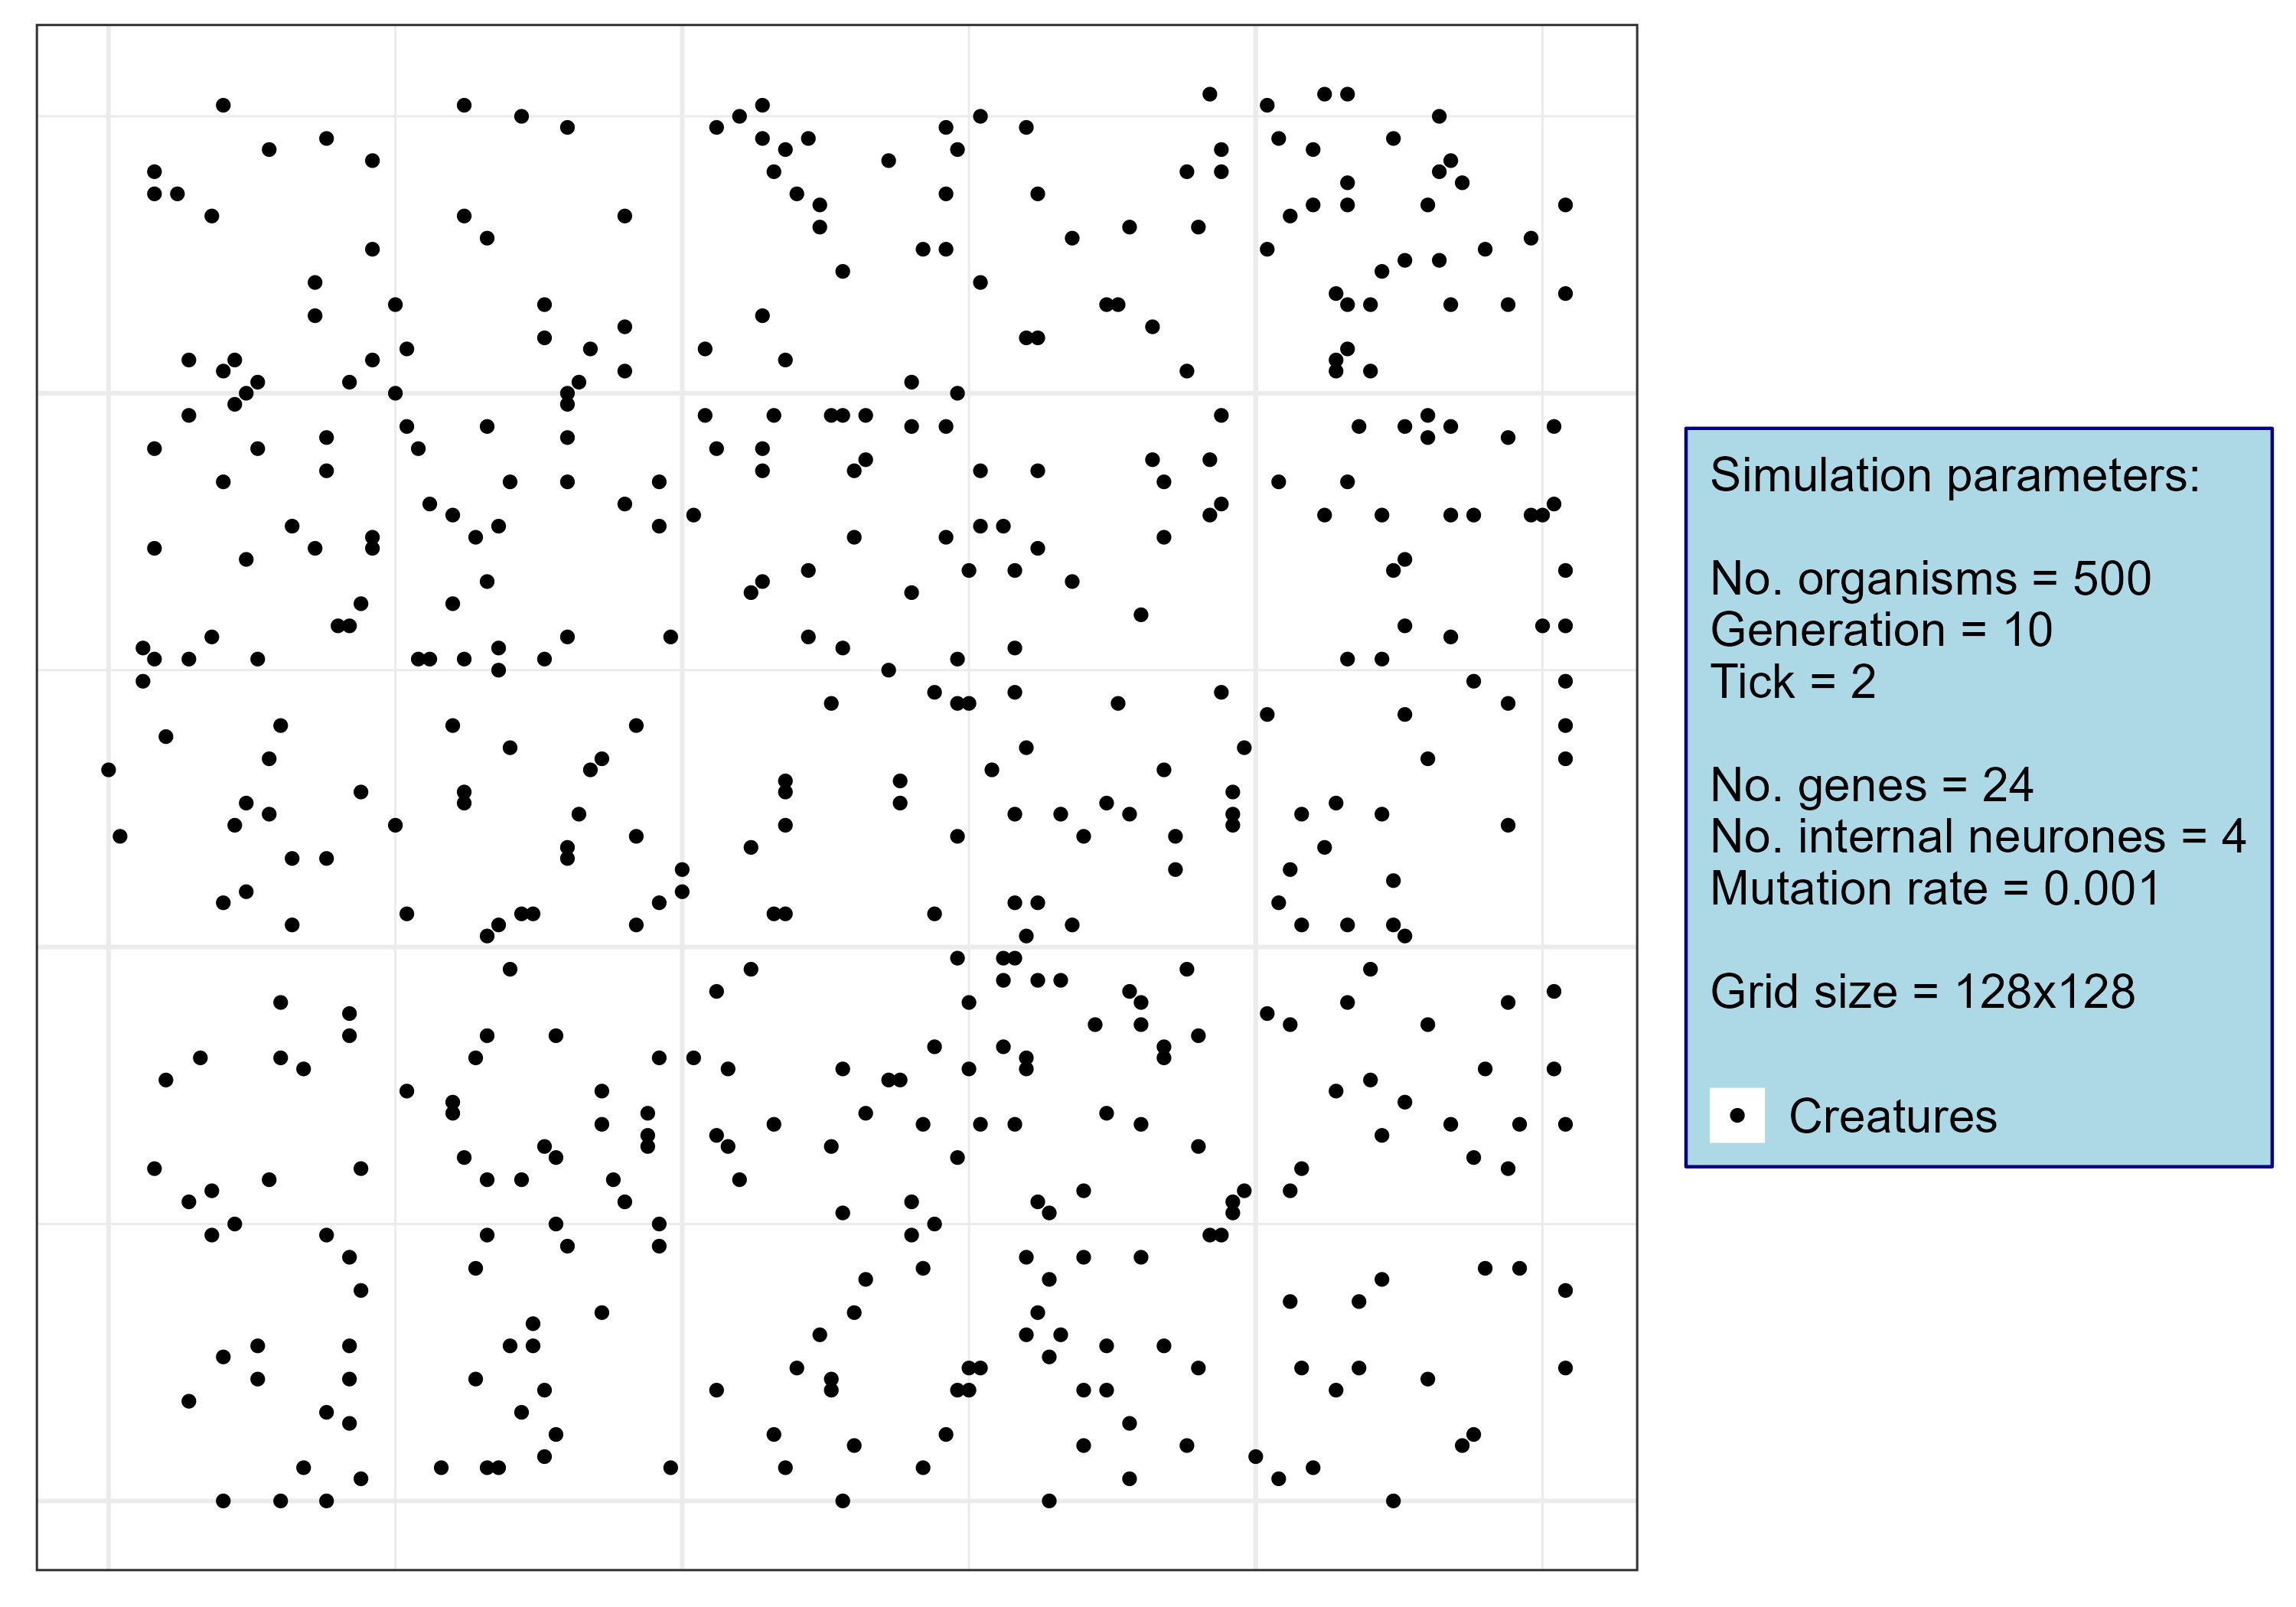 Simulation parameters:
No. organisms = 500
Generation = 10
Tick = 2
No. genes = 24
No. internal neurones = 4
Mutation rate = 0.001
Grid size = 128x128
Creatures